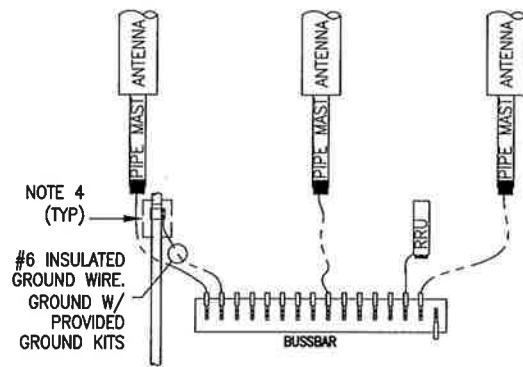 ANTENNA
PIPE MAST
ANTENNA
PIPE MAST
ANTENNA
PIPE MAST
NOTE 4
(TYP)
RRU
#6 INSULATED
GROUND WIRE.
GROUND W/
PROVIDED
GROUND KITS
BUSSBAR